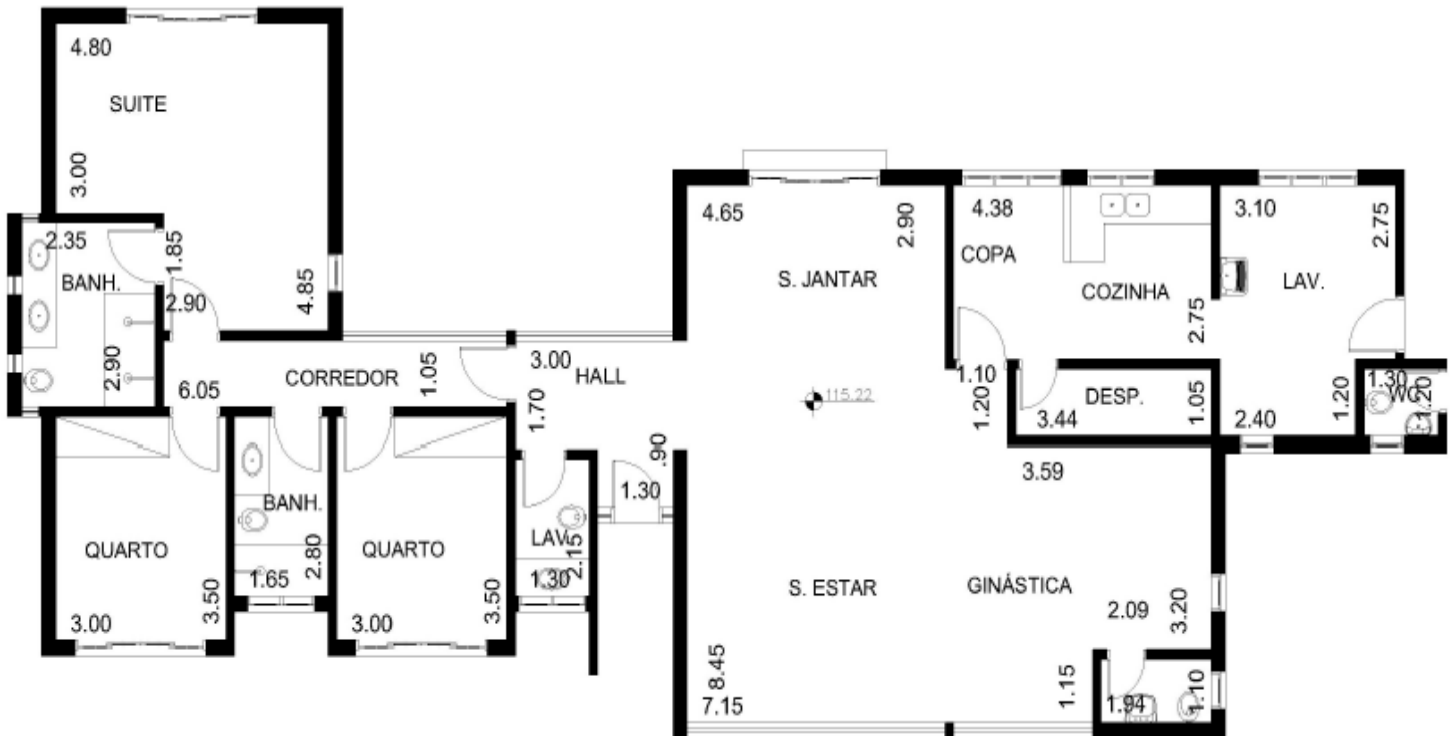 4.80
SUITE
3.00
2.35
BANH.
1.85
2.90
4.85
2.90
6.05
CORREDOR
1.05
3.00
HALL
1.70
.90
1.30
QUARTO
3.00
3.50
BANH.
1.65
2.80
QUARTO
3.00
3.50
LAV.
2.15
1.30
4.65
2.90
S. JANTAR
115.22
S. ESTAR
8.45
7.15
4.38
COPA
COZINHA
2.75
1.10
1.20
DESP.
3.44
1.05
3.10
2.75
LAV.
2.40
1.20
1.30
WC
1.20
3.59
GINÁSTICA
2.09
3.20
1.15
1.94
1.10